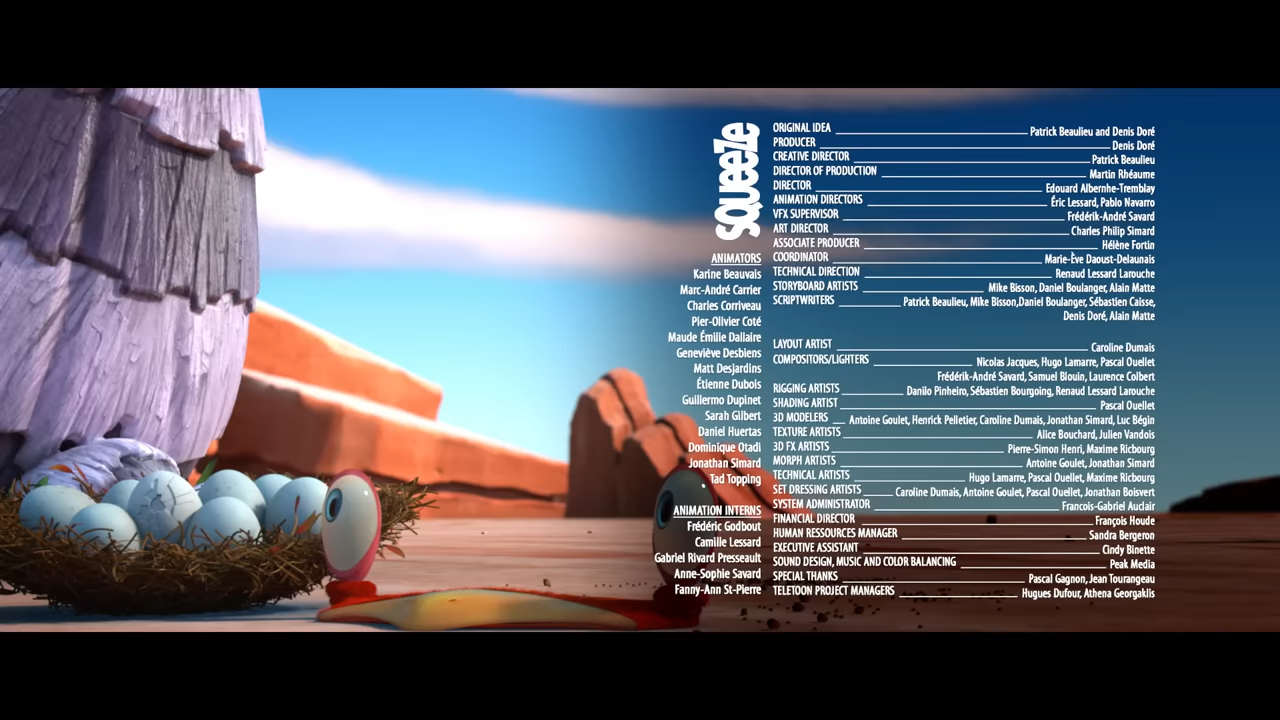 squeeze
ANIMATORS
Karine Beauvais
Marc-André Carrier
Charles Corriveau
Pier-Olivier Coté
Maude Émilie Dallaire
Geneviève Desbiens
Matt Desjardins
Étienne Dubois
Guillermo Dupinet
Sarah Gilbert
Daniel Huertas
Dominique Otadi
Jonathan Simard
Tad Topping
ANIMATION INTERNS
Frédéric Godbout
Camille Lessard
Gabriel Rivard Presseault
Anne-Sophie Savard
Fanny-Ann St-Pierre
ORIGINAL IDEA Patrick Beaulieu and Denis Doré
PRODUCER Denis Doré
CREATIVE DIRECTOR Patrick Beaulieu
DIRECTOR OF PRODUCTION Martin Rhéaume
DIRECTOR Edouard Albernhe-Tremblay
ANIMATION DIRECTORS Éric Lessard, Pablo Navarro
VFX SUPERVISOR Frédérik-André Savard
ART DIRECTOR Charles Philip Simard
ASSOCIATE PRODUCER Hélène Fortin
COORDINATOR Marie-Ève Daoust-Delaunais
TECHNICAL DIRECTION Renaud Lessard Larouche
STORYBOARD ARTISTS Mike Bisson, Daniel Boulanger, Alain Matte
SCRIPTWRITERS Patrick Beaulieu, Mike Bisson,Daniel Boulanger, Sébastien Caisse,
Denis Doré, Alain Matte
LAYOUT ARTIST Caroline Dumais
COMPOSITORS/LIGHTERS Nicolas Jacques, Hugo Lamarre, Pascal Ouellet
Frédérik-André Savard, Samuel Blouin, Laurence Colbert
RIGGING ARTISTS Danilo Pinheiro, Sébastien Bourgoing, Renaud Lessard Larouche
SHADING ARTIST Pascal Ouellet
3D MODELERS Antoine Goulet, Henrick Pelletier, Caroline Dumais, Jonathan Simard, Luc Bégin
TEXTURE ARTISTS Alice Bouchard, Julien Vandois
3D FX ARTISTS Pierre-Simon Henri, Maxime Ricbourg
MORPH ARTISTS Antoine Goulet, Jonathan Simard
TECHNICAL ARTISTS Hugo Lamarre, Pascal Ouellet, Maxime Ricbourg
SET DRESSING ARTISTS Caroline Dumais, Antoine Goulet, Pascal Ouellet, Jonathan Boisvert
SYSTEM ADMINISTRATOR Francois-Gabriel Auclair
FINANCIAL DIRECTOR François Houde
HUMAN RESSOURCES MANAGER Sandra Bergeron
EXECUTIVE ASSISTANT Cindy Binette
SOUND DESIGN, MUSIC AND COLOR BALANCING Peak Media
SPECIAL THANKS Pascal Gagnon, Jean Tourangeau
TELETOON PROJECT MANAGERS Hugues Dufour, Athena Georgaklis